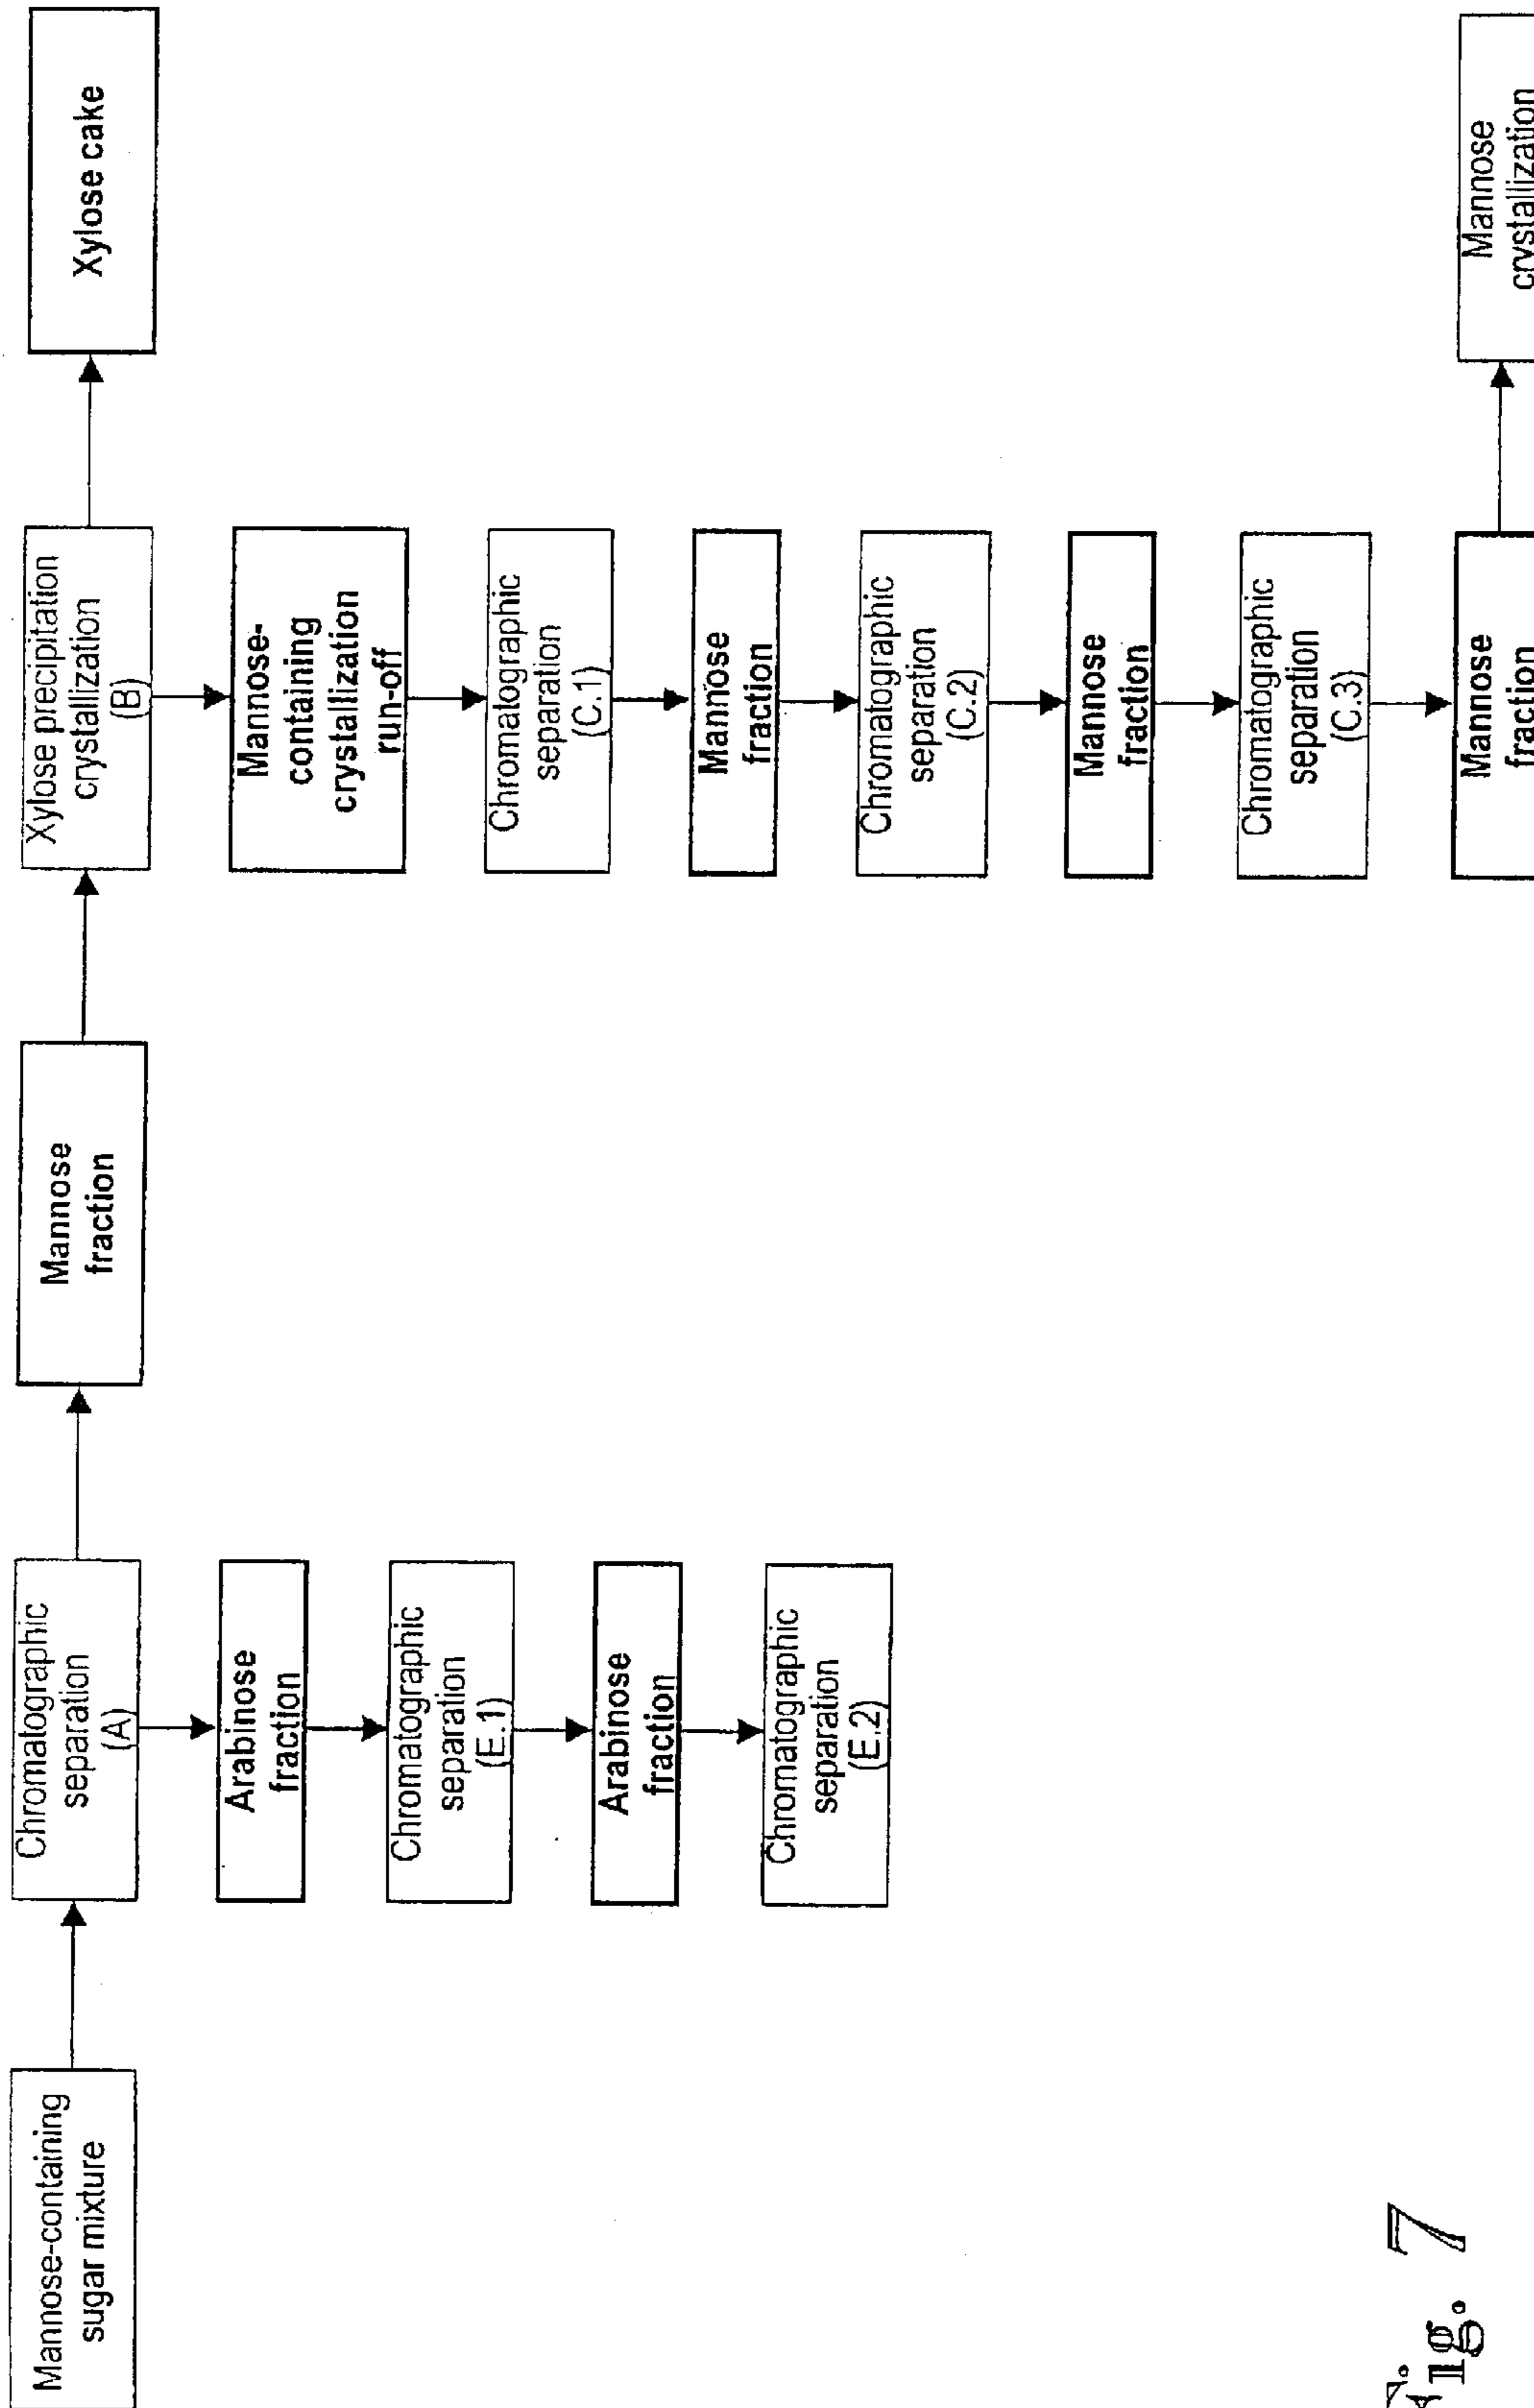 Mannose-containing
sugar mixture
Chromatographic
separation
(A)
Mannose
fraction
Xylose precipitation
crystallization
(B)
Xylose cake
Arabinose
fraction
Chromatographic
separation
(E.1)
Arabinose
fraction
Chromatographic
separation
(E.2)
Mannose-
containing
crystallization
run-off
Chromatographic
separation
(C.1)
Mannose
fraction
Chromatographic
separation
(C.2)
Mannose
fraction
Chromatographic
separation
(C.3)
Mannose
fraction
Mannose
crystallization
Fig. 7